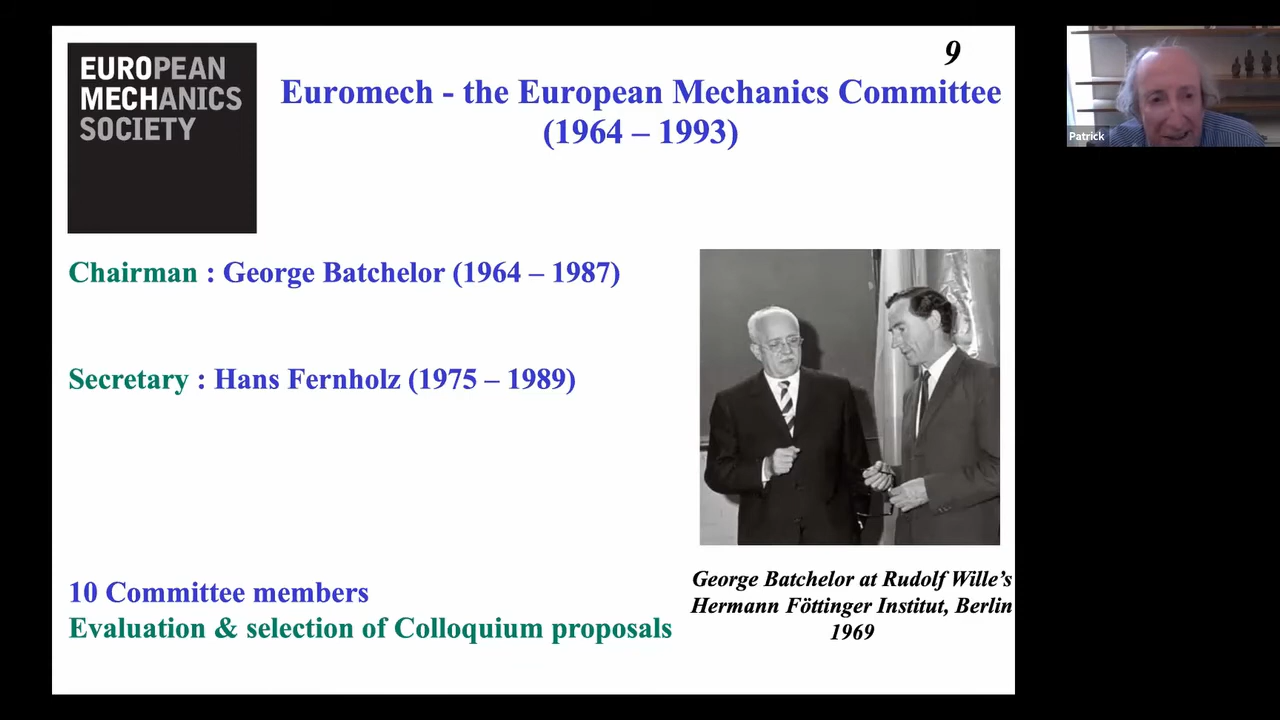 EUROPEAN
MECHANICS
SOCIETY
9
Euromech - the European Mechanics Committee
(1964 – 1993)
Patrick
Chairman : George Batchelor (1964 – 1987)
Secretary : Hans Fernholz (1975 – 1989)
10 Committee members
Evaluation & selection of Colloquium proposals
George Batchelor at Rudolf Wille’s
Hermann Föttinger Institut, Berlin
1969